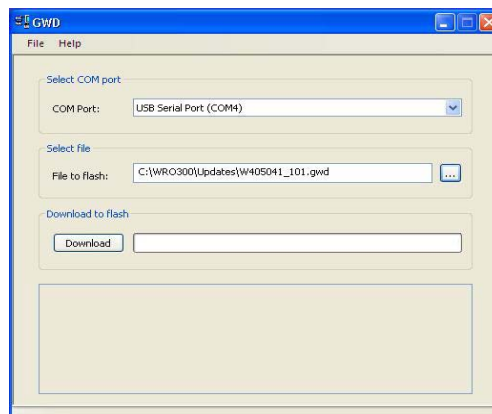 GWD
File Help
Select COM port
COM Port: USB Serial Port (COM4)
Select file
File to flash: C:\WRO300\Updates\W405041_101.gwd ...
Download to flash
Download